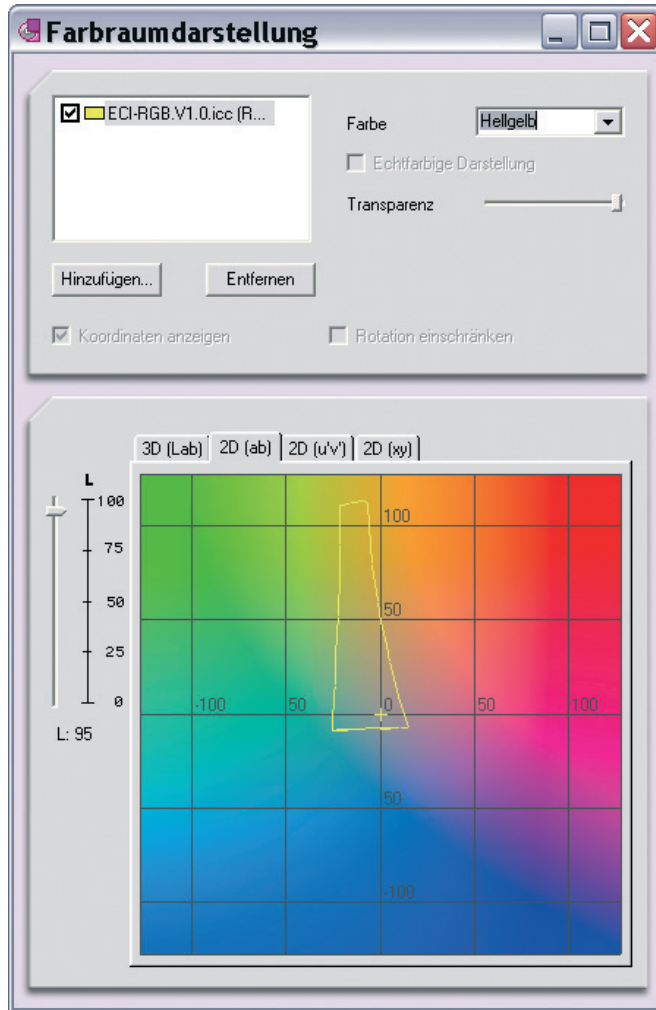 Farbraumdarstellung
ECI-RGB.V1.0.icc (R...
Farbe
Hellgelb
Echtfarbige Darstellung
Transparenz
Hinzufügen...
Entfernen
Koordinaten anzeigen
Rotation einschränken
3D (Lab)
2D (ab)
2D (u'v')
2D (xy)
L
100
75
50
25
0
L: 95
100
50
-100
50
0
50
100
50
-100